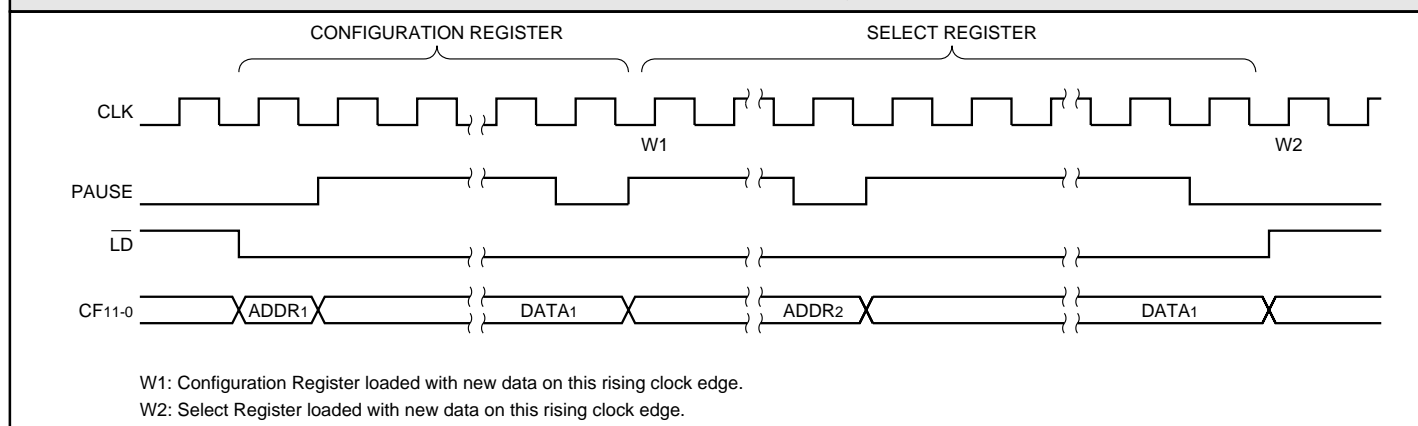 CONFIGURATION REGISTER
SELECT REGISTER
CLK
W1
W2
PAUSE
LD
CF11-0
ADDR1
DATA1
ADDR2
DATA1
W1: Configuration Register loaded with new data on this rising clock edge.
W2: Select Register loaded with new data on this rising clock edge.